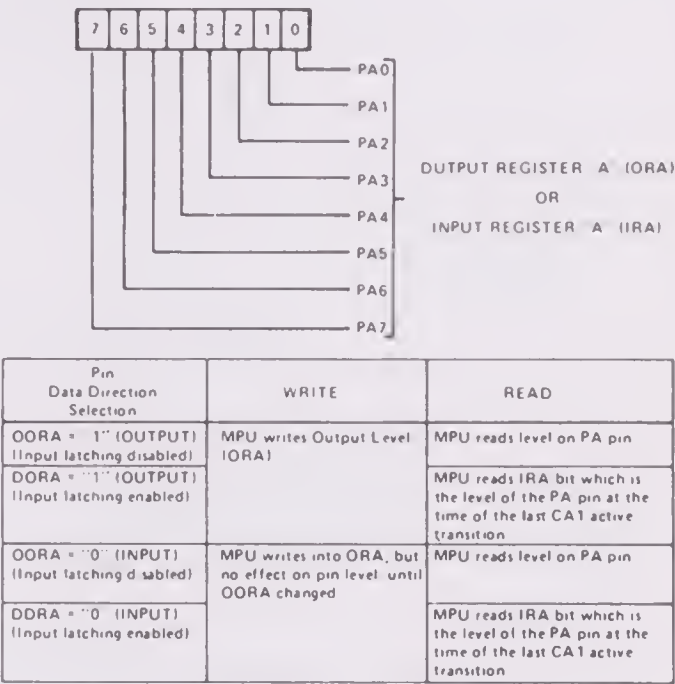 7 6 5 4 3 2 1 0
PA0
PA1
PA2
PA3
PA4
PA5
PA6
PA7
DUTPUT REGISTER A" (ORA)
OR
INPUT REGISTER A (IRA)
Pin
Data Direction
Selection
WRITE
READ
OORA = 1" (OUTPUT)
(Input latching disabled)
MPU writes Output Level
(ORA)
MPU reads level on PA pin
DORA = "1" (OUTPUT)
(Input latching enabled)
MPU reads IRA bit which is
the level of the PA pin at the
time of the last CA1 active
transition
OORA = "0" (INPUT)
(Input latching d sabled)
MPU writes into ORA, but
no effect on pin level until
OORA changed
MPU reads level on PA pin
DDRA = "0 (INPUT)
(Input latching enabled)
MPU reads IRA bit which is
the level of the PA pin at the
time of the last CA1 active
transition